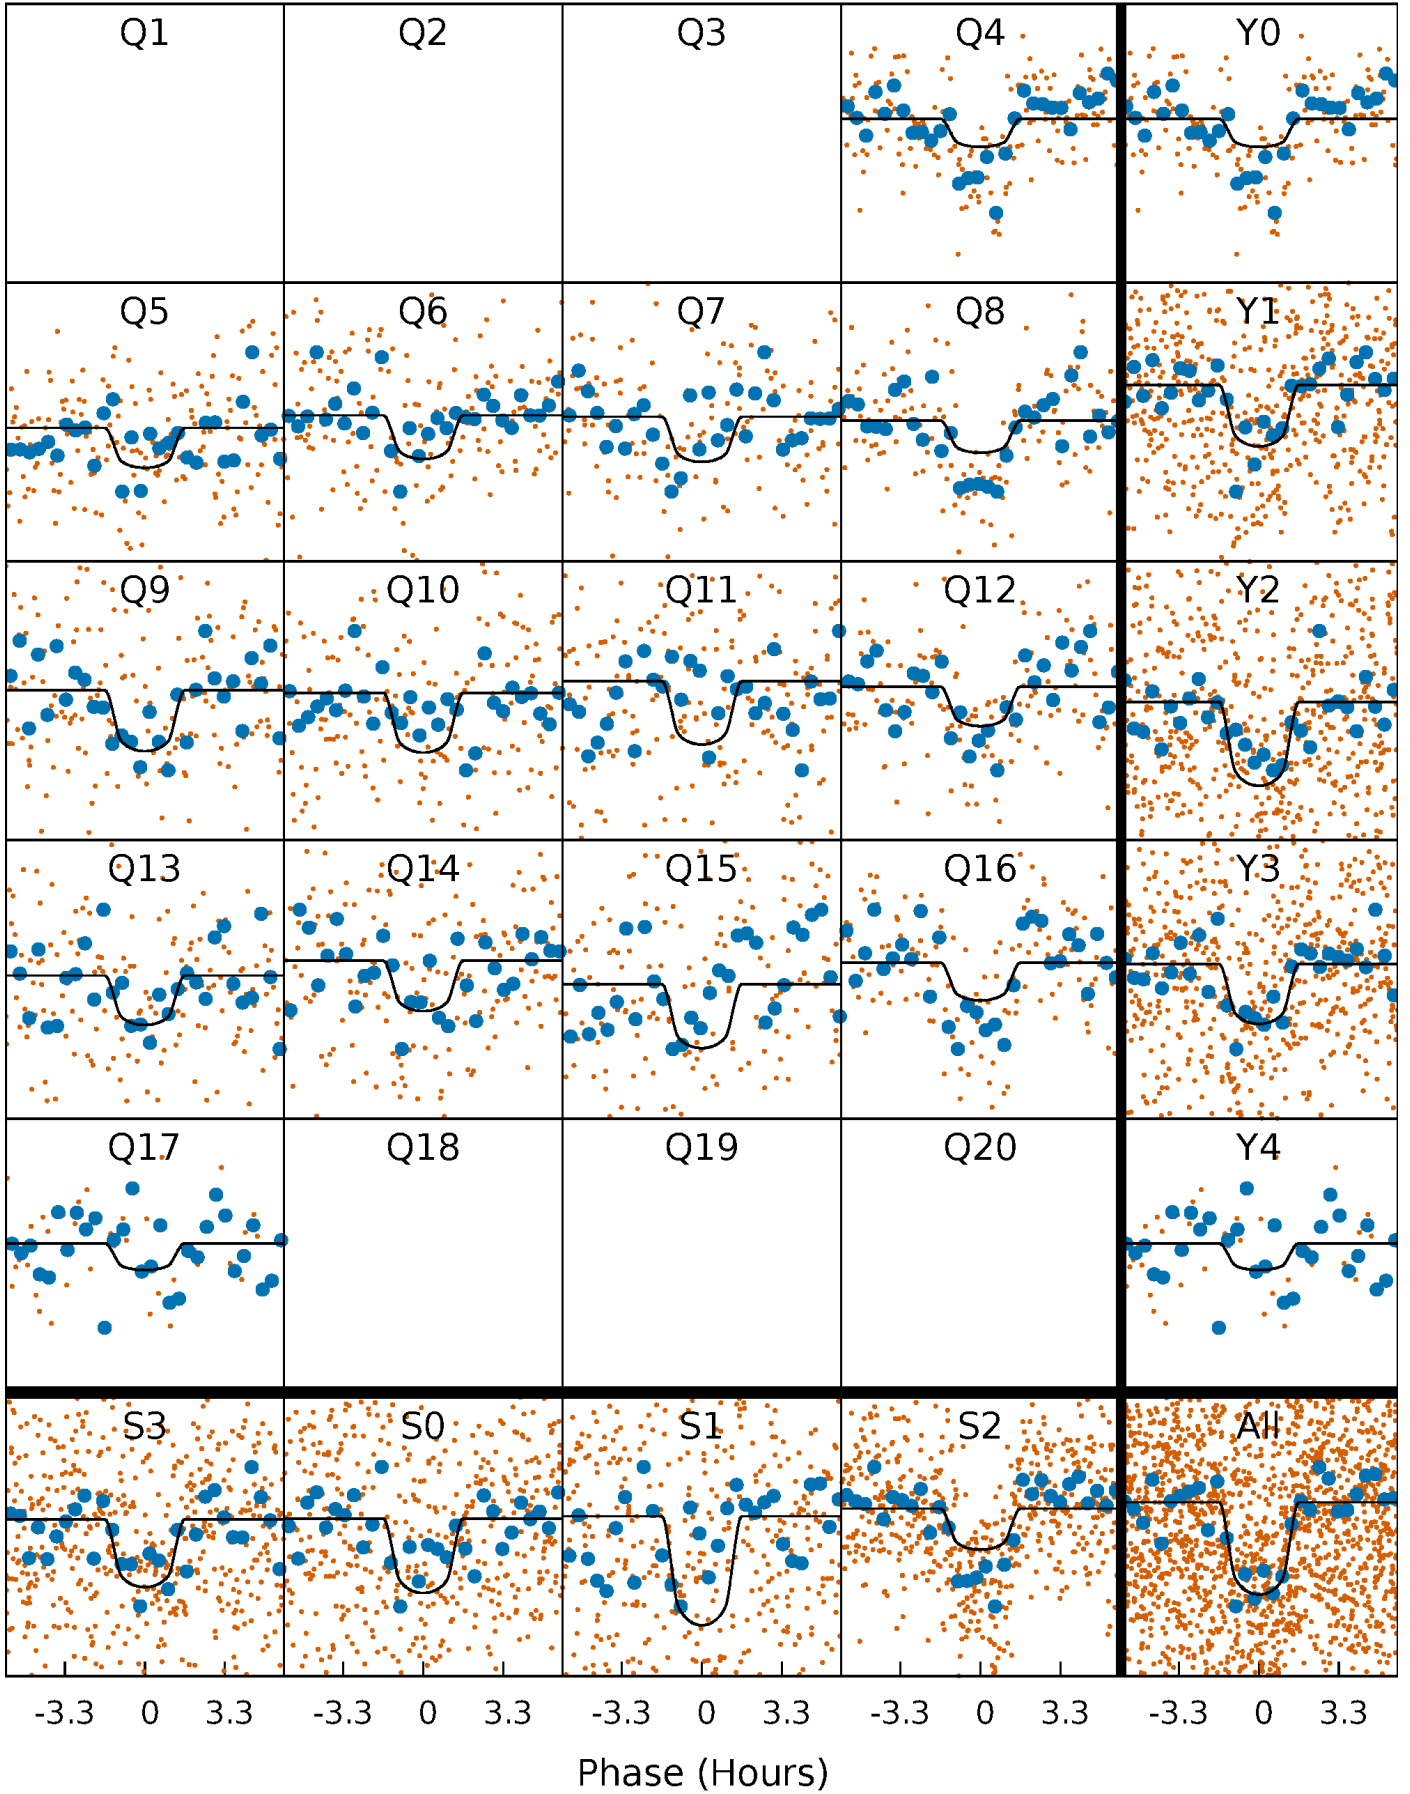 Q1 Q2 Q3 Q4 Y0
Q5 Q6 Q7 Q8 Y1
Q9 Q10 Q11 Q12 Y2
Q13 Q14 Q15 Q16 Y3
Q17 Q18 Q19 Q20 Y4
S3 S0 S1 S2 All
-3.3 0 3.3 -3.3 0 3.3 -3.3 0 3.3 -3.3 0 3.3 -3.3 0 3.3
Phase (Hours)